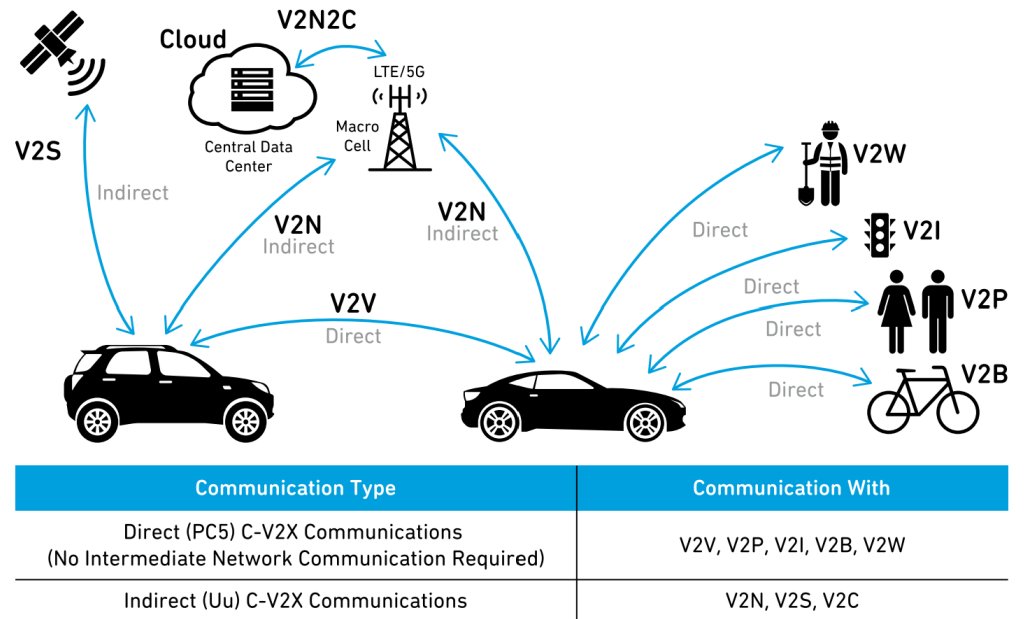 V2N2C
Cloud
LTE/5G
Macro
Cell
Central Data
Center
V2S
Indirect
V2N
Indirect
V2N
Indirect
V2V
Direct
V2W
Direct
V2I
Direct
V2P
Direct
V2B
Direct
Communication Type
Communication With
Direct (PC5) C-V2X Communications
(No Intermediate Network Communication Required)
V2V, V2P, V2I, V2B, V2W
Indirect (Uu) C-V2X Communications
V2N, V2S, V2C